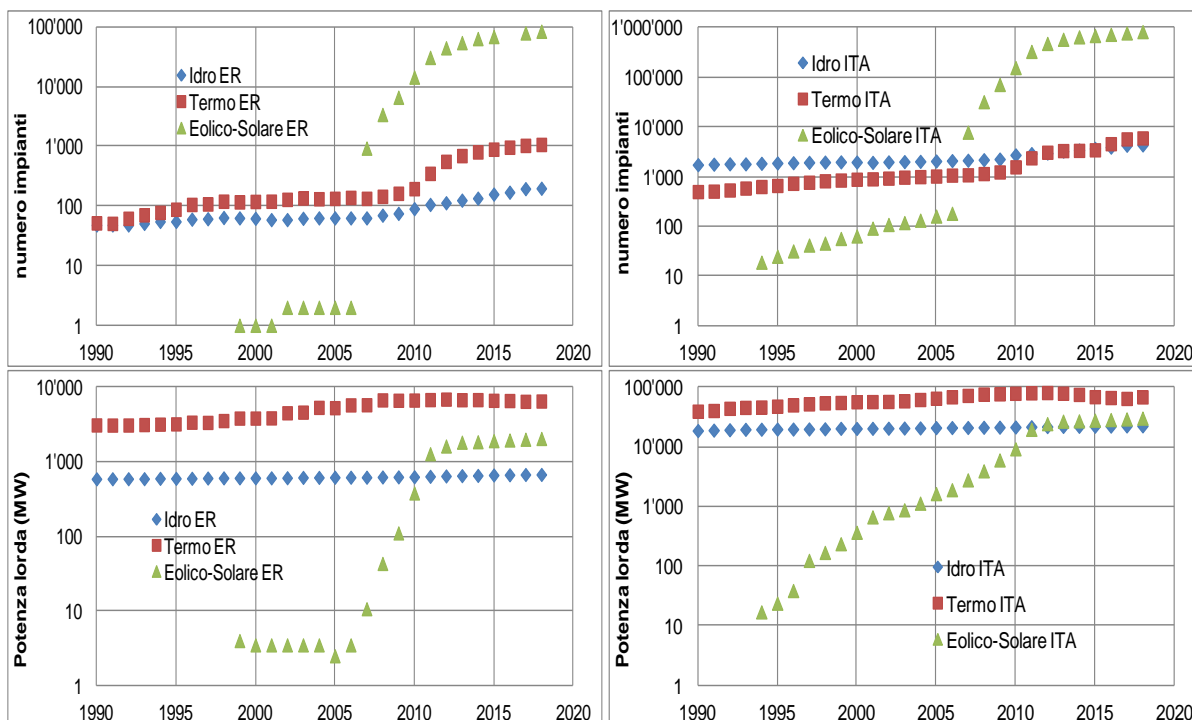 numero impianti
100'000
10'000
1'000
100
10
1
Idro ER
Termo ER
Eolico-Solare ER
1990 1995 2000 2005 2010 2015 2020
numero impianti
1'000'000
100'000
10'000
1'000
100
10
1
Idro ITA
Termo ITA
Eolico-Solare ITA
1990 1995 2000 2005 2010 2015 2020
Potenza lorda (MW)
10'000
1'000
100
10
1
Idro ER
Termo ER
Eolico-Solare ER
1990 1995 2000 2005 2010 2015 2020
Potenza lorda (MW)
100'000
10'000
1'000
100
10
1
Idro ITA
Termo ITA
Eolico-Solare ITA
1990 1995 2000 2005 2010 2015 2020